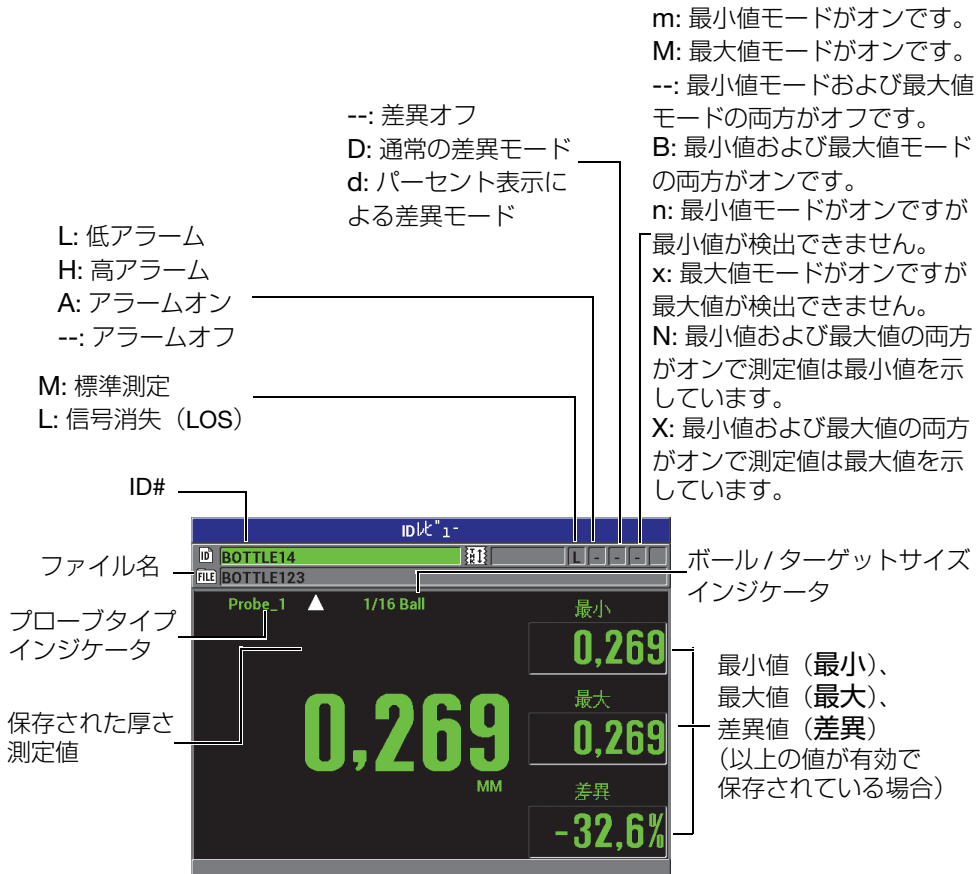 m: 最小値モードがオンです。
M: 最大値モードがオンです。
--: 最小値モードおよび最大値
モードの両方がオフです。
B: 最小値および最大値モード
の両方がオンです。
n: 最小値モードがオンですが
最小値が検出できません。
x: 最大値モードがオンですが
最大値が検出できません。
N: 最小値および最大値の両方
がオンで測定値は最小値を示
しています。
X: 最小値および最大値の両方
がオンで測定値は最大値を示
しています。
--: 差異オフ
D: 通常の差異モード
d: パーセント表示に
よる差異モード
L: 低アラーム
H: 高アラーム
A: アラームオン
--: アラームオフ
M: 標準測定
L: 信号消失（LOS）
ID#
ファイル名
プローブタイプ
インジケータ
保存された厚さ
測定値
IDﾚﾋﾞｭｰ
ID BOTTLE14 L - - -
FILE BOTTLE123
Probe_1 1/16 Ball
最小
0,269
最大
0,269
0,269
MM
差異
-32,6%
ボール / ターゲットサイズ
インジケータ
最小値（最小）、
最大値（最大）、
差異値（差異）
（以上の値が有効で
保存されている場合）